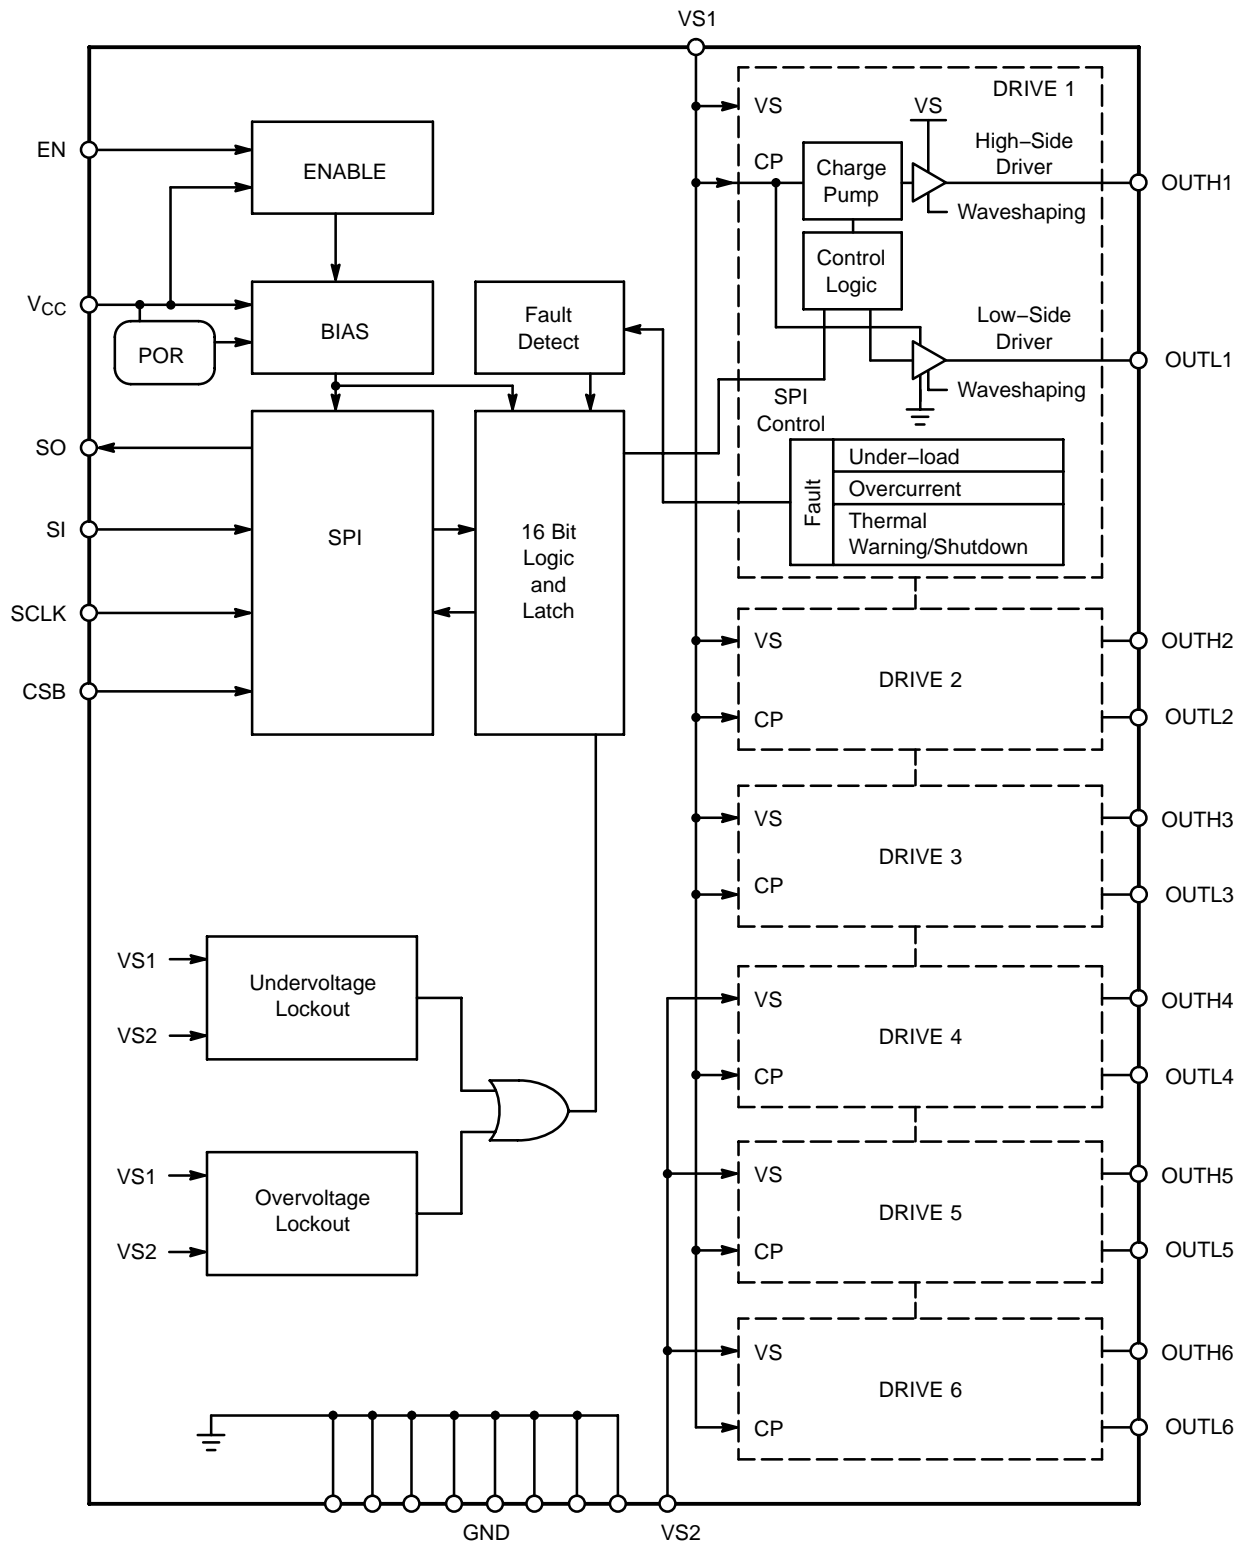 VS1
DRIVE 1
VS
VS
EN
ENABLE
CP
Charge
Pump
High−Side
Driver
OUTH1
Waveshaping
Control
Logic
VCC
BIAS
POR
Fault
Detect
Low−Side
Driver
OUTL1
Waveshaping
SPI
Control
SO
SI
SCLK
CSB
SPI
16 Bit
Logic
and
Latch
Fault
Under−load
Overcurrent
Thermal
Warning/Shutdown
VS
DRIVE 2
CP
OUTH2
OUTL2
VS
DRIVE 3
CP
OUTH3
OUTL3
VS1
VS2
Undervoltage
Lockout
VS
DRIVE 4
CP
OUTH4
OUTL4
VS1
VS2
Overvoltage
Lockout
VS
DRIVE 5
CP
OUTH5
OUTL5
VS
DRIVE 6
CP
OUTH6
OUTL6
GND
VS2